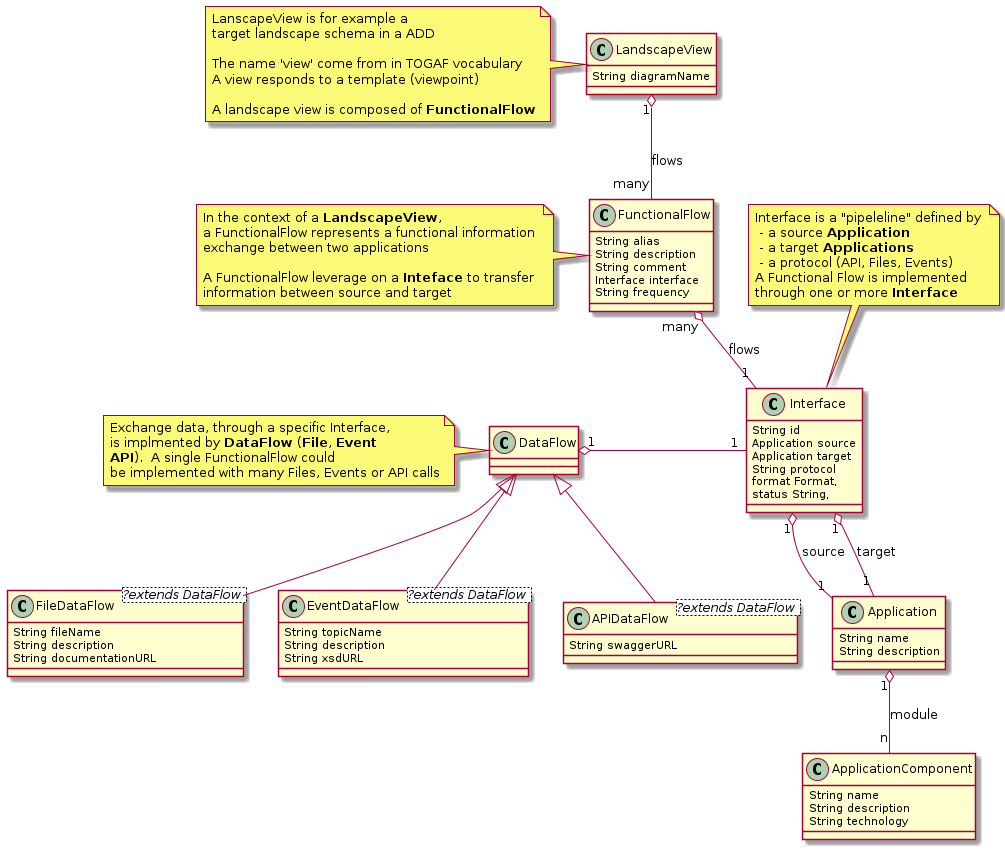 LanscapeView is for example a
target landscape schema in a ADD
The name 'view' come from in TOGAF vocabulary
A view responds to a template (viewpoint)
A landscape view is composed of FunctionalFlow
C LandscapeView
String diagramName
1
flows
many
In the context of a LandscapeView,
a FunctionalFlow represents a functional information
exchange between two applications
A FunctionalFlow leverage on a Inteface to transfer
information between source and target
C FunctionalFlow
String alias
String description
String comment
Interface interface
String frequency
Interface is a "pipeleline" defined by
- a source Application
- a target Applications
- a protocol (API, Files, Events)
A Functional Flow is implemented
through one or more Interface
many
flows
1
Exchange data, through a specific Interface,
is implmented by DataFlow (File, Event
API).  A single FunctionalFlow could
be implemented with many Files, Events or API calls
C DataFlow
1
1
C Interface
String id
Application source
Application target
String protocol
format Format,
status String,
1
source
1
1
target
1
C FileDataFlow
?extends DataFlow
String fileName
String description
String documentationURL
C EventDataFlow
?extends DataFlow
String topicName
String description
String xsdURL
C APIDataFlow
?extends DataFlow
String swaggerURL
C Application
String name
String description
1
module
n
C ApplicationComponent
String name
String description
String technology